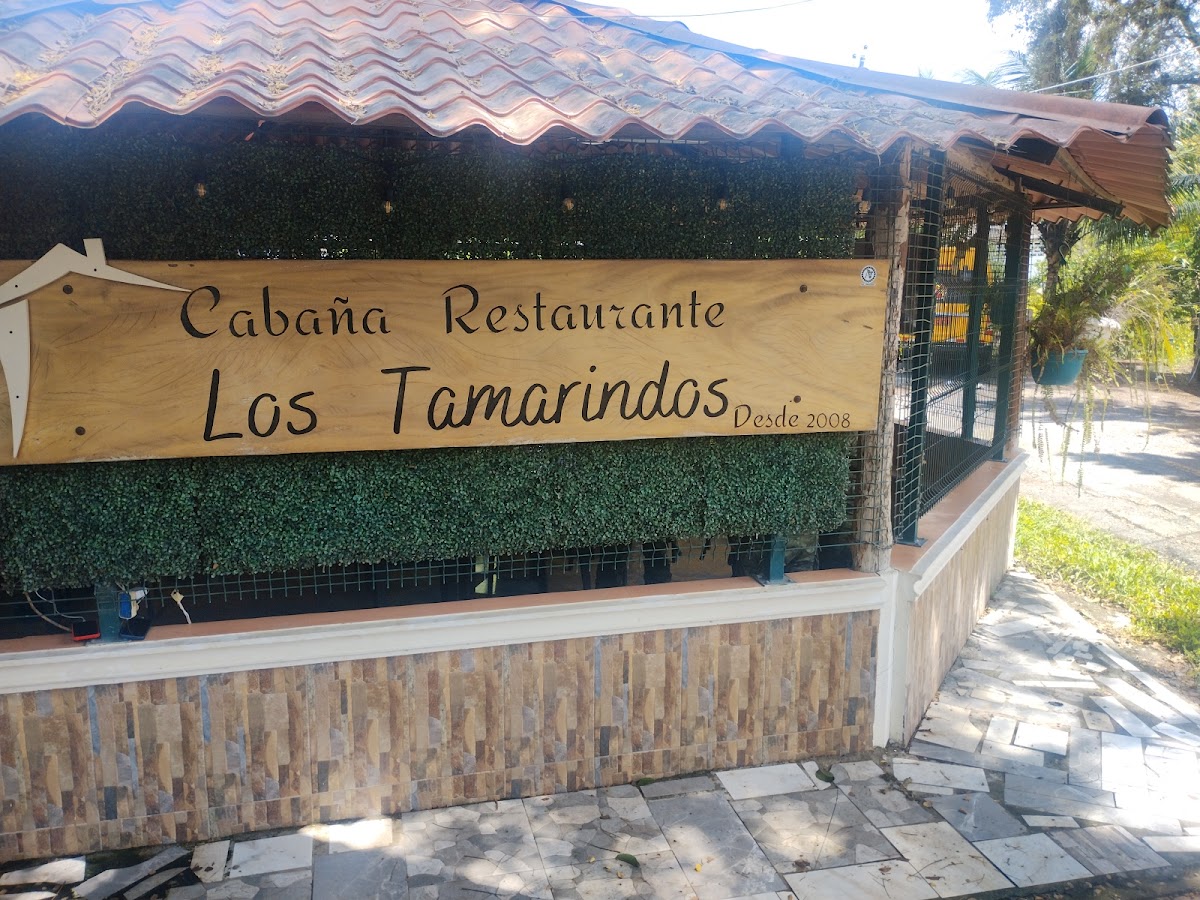 Cabaña Restaurante
Los Tamarindos
Desde 2008